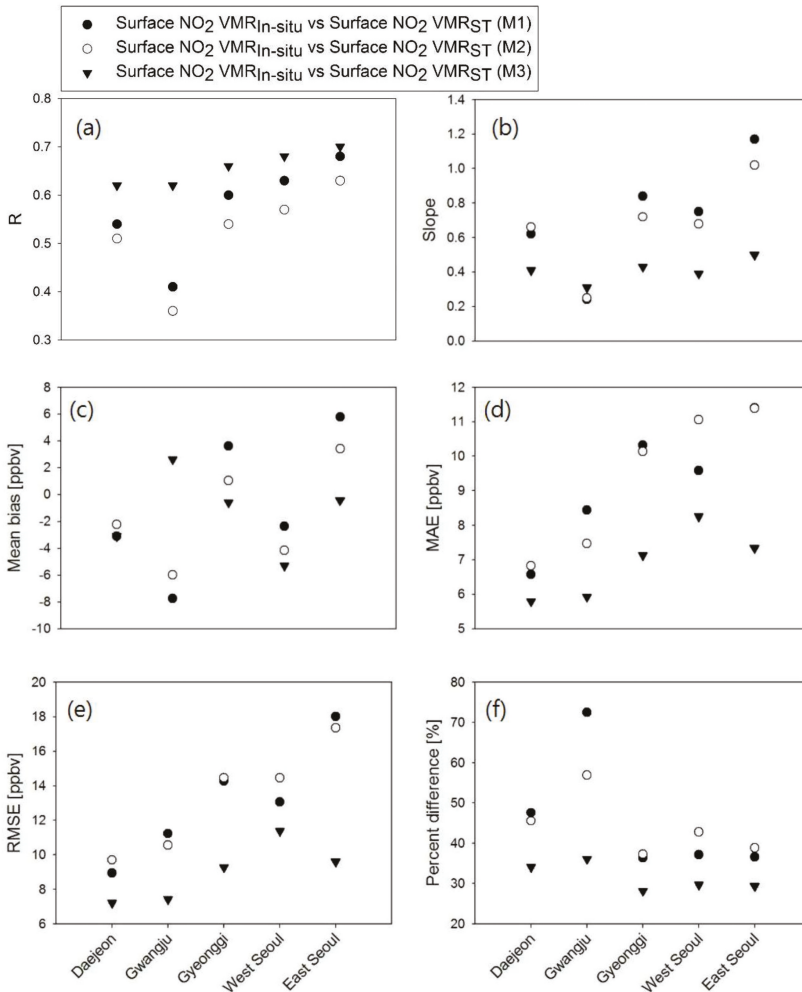 Surface NO2 VMRIn-situ vs Surface NO2 VMRST (M1)
Surface NO2 VMRIn-situ vs Surface NO2 VMRST (M2)
Surface NO2 VMRIn-situ vs Surface NO2 VMRST (M3)
(a)
R
0.8
0.7
0.6
0.5
0.4
0.3
(b)
Slope
1.4
1.2
1.0
0.8
0.6
0.4
0.2
0.0
(c)
Mean bias [ppbv]
8
6
4
2
0
-2
-4
-6
-8
-10
(d)
MAE [ppbv]
12
11
10
9
8
7
6
5
(e)
RMSE [ppbv]
20
18
16
14
12
10
8
6
Daejeon
Gwangju
Gyeonggi
West Seoul
East Seoul
(f)
Percent difference [%]
80
70
60
50
40
30
20
Daejeon
Gwangju
Gyeonggi
West Seoul
East Seoul